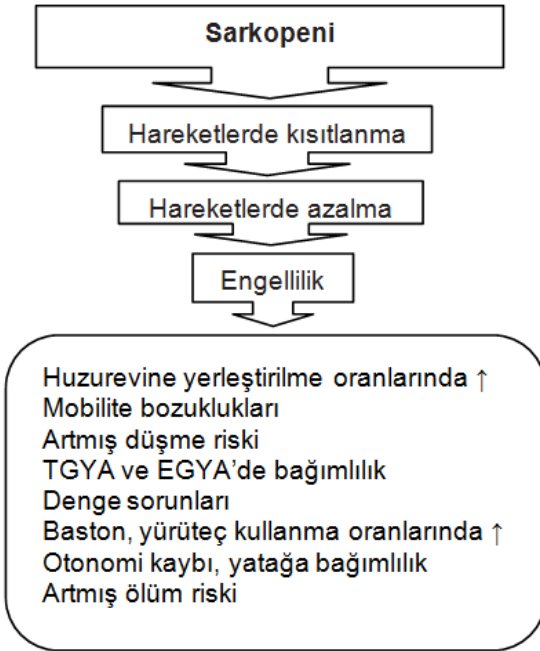 Sarkopeni
Hareketlerde kısıtlanma
Hareketlerde azalma
Engellilik
Huzurevine yerleştirilme oranlarında ↑
Mobilite bozuklukları
Artmış düşme riski
TGYA ve EGYA’de bağımlılık
Denge sorunları
Baston, yürüteç kullanma oranlarında ↑
Otonomi kaybı, yatağa bağımlılık
Artmış ölüm riski